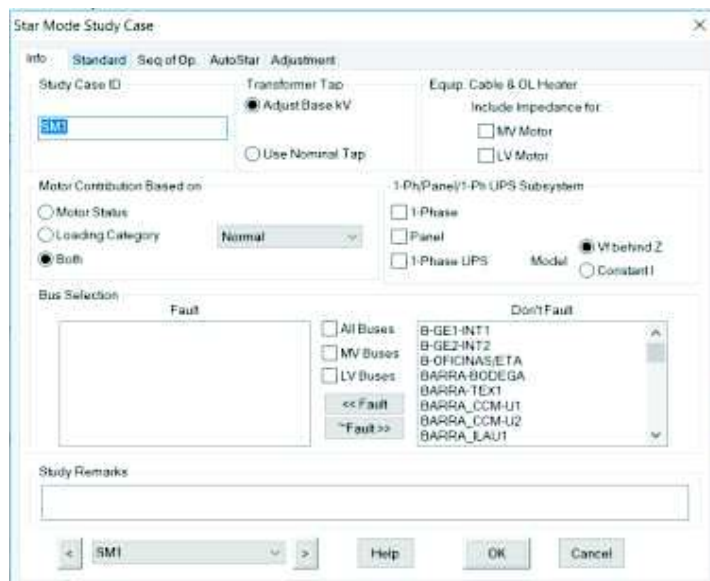 Star Mode Study Case
Info Standard Seq of Op. AutoStar Adjustment
Study Case ID
SM1
Transformer Tap
Adjust Base kV
Use Nominal Tap
Equip. Cable & OL Heater
Include Impedance for:
MV Motor
LV Motor
Motor Contribution Based on
Motor Status
Loading Category
Normal
Both
1-Ph/Panel/1-Ph UPS Subsystem
1-Phase
Panel
1-Phase UPS
Model
Vf behind Z
Constant I
Bus Selection
Fault
All Buses
MV Buses
LV Buses
<< Fault
~Fault >>
Don't Fault
B-GE1-INT1
B-GE2-INT2
B-OFICINAS/ETA
BARRA-BODEGA
BARRA-TEX1
BARRA_CCM-U1
BARRA_CCM-U2
BARRA_ILAU1
Study Remarks
< SM1 > Help OK Cancel